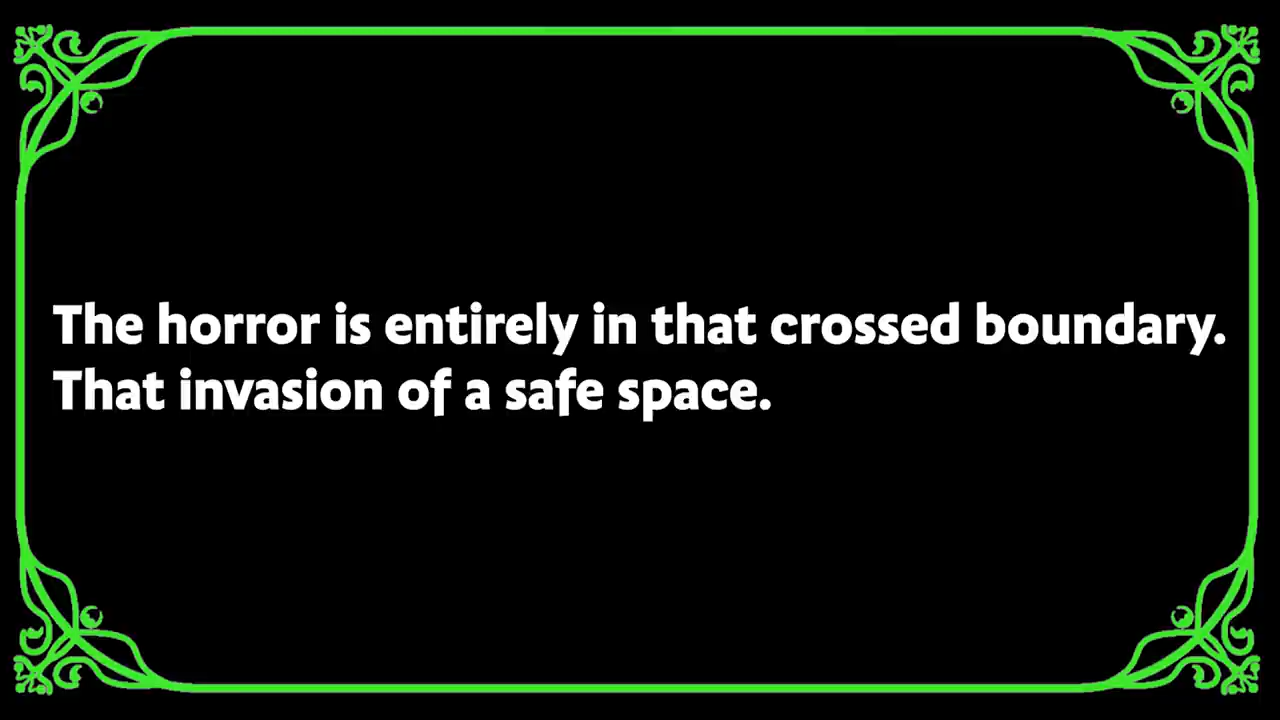 The horror is entirely in that crossed boundary.
That invasion of a safe space.